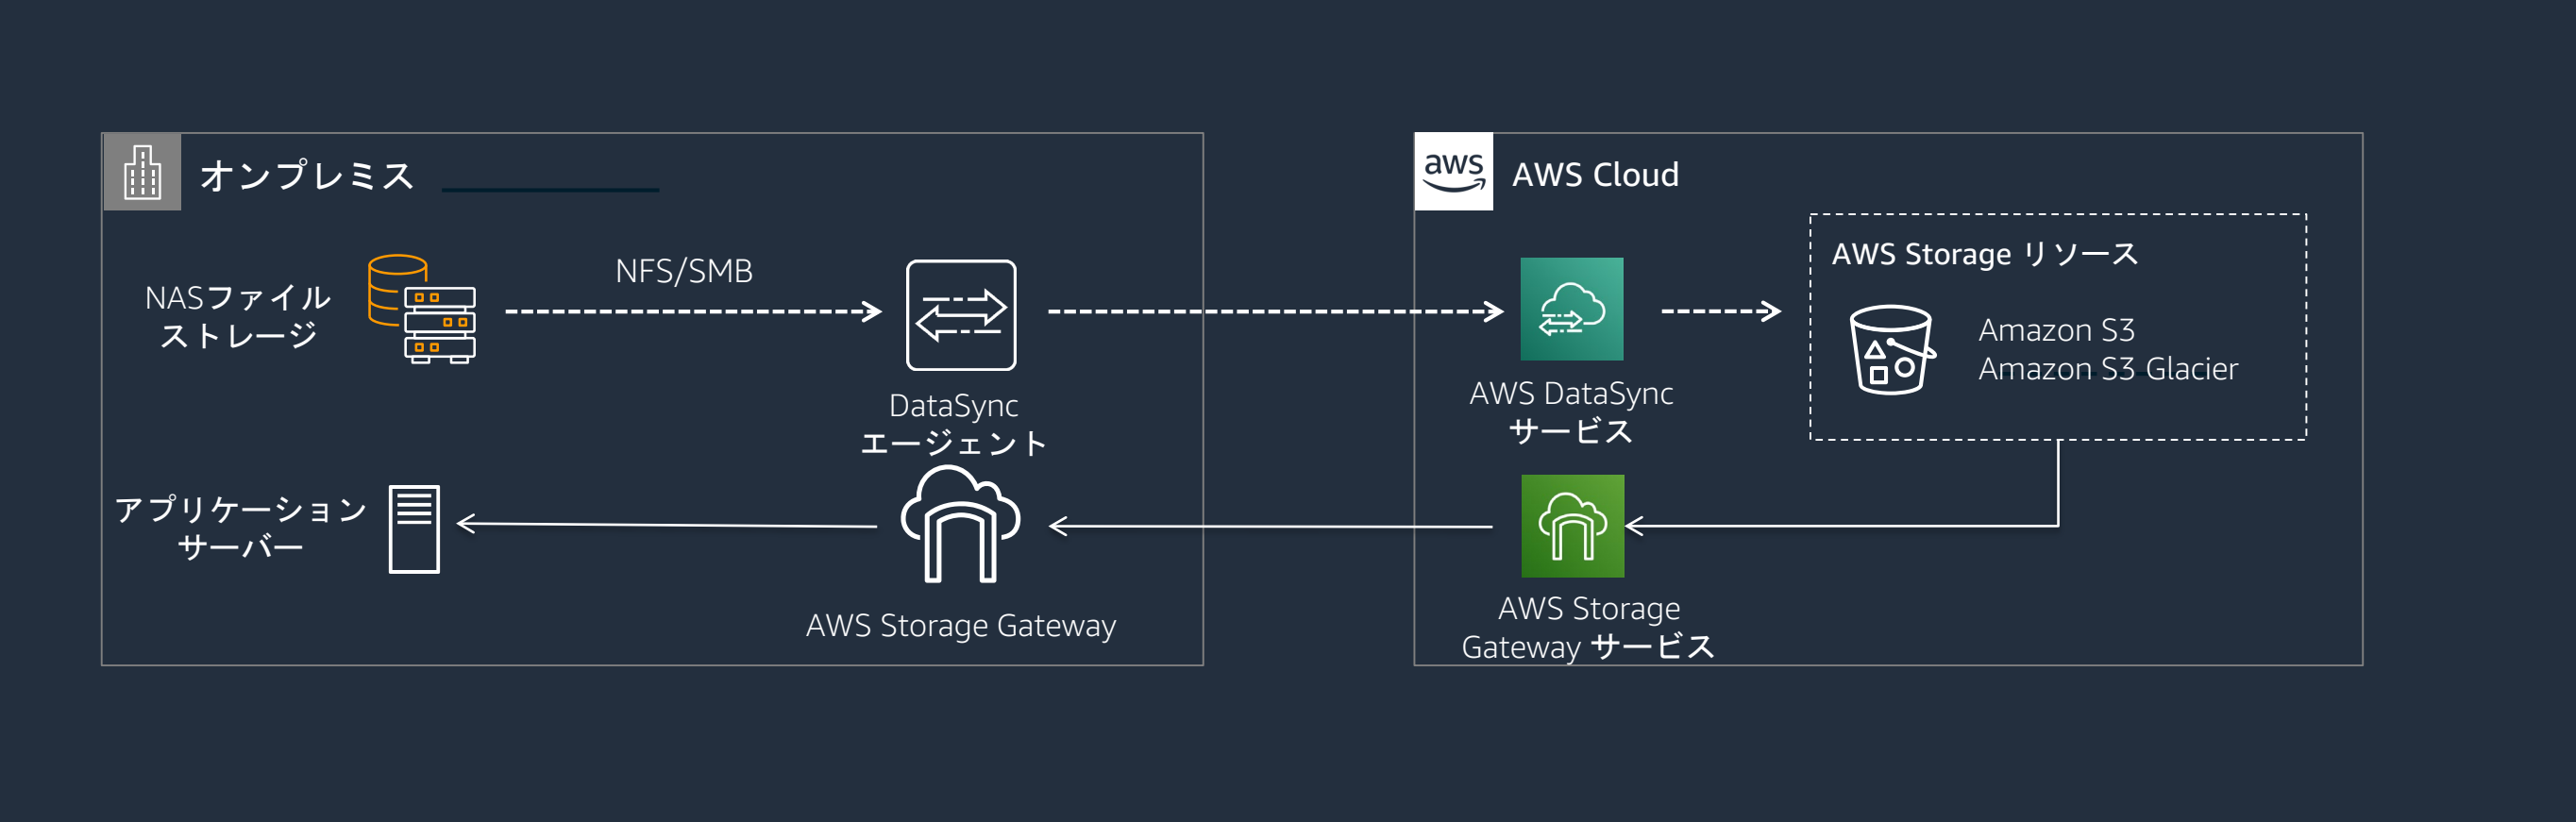 オンプレミス
NFS/SMB
NASファイル
ストレージ
DataSync
エージェント
アプリケーション
サーバー
AWS Storage Gateway
aws
AWS Cloud
AWS Storage リソース
Amazon S3
Amazon S3 Glacier
AWS DataSync
サービス
AWS Storage
Gateway サービス